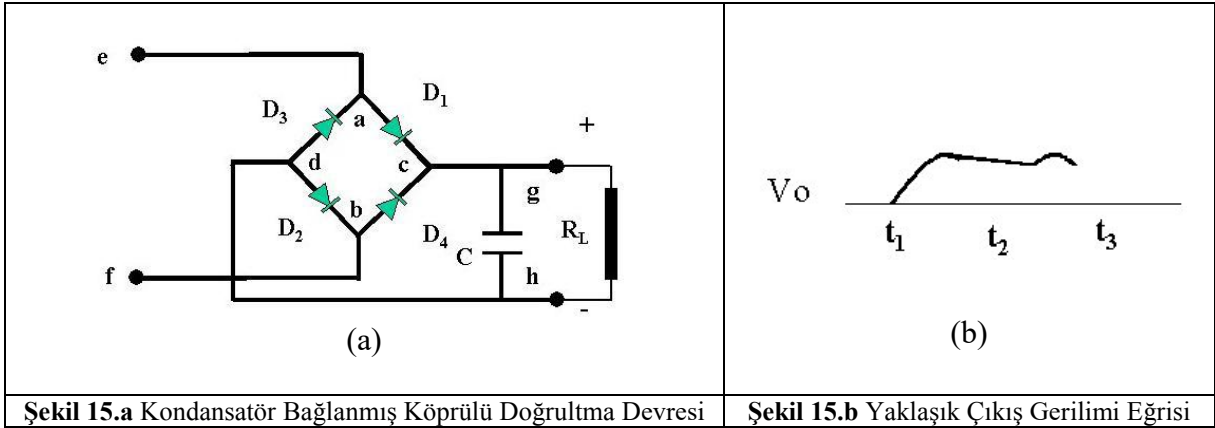 e
D3
D1
a
+
d
c
g
Vo
b
RL
t1
t2
t3
D2
D4
C
f
h
-
(a)
(b)
Şekil 15.a Kondansatör Bağlanmış Köprülü Doğrultma Devresi
Şekil 15.b Yaklaşık Çıkış Gerilimi Eğrisi